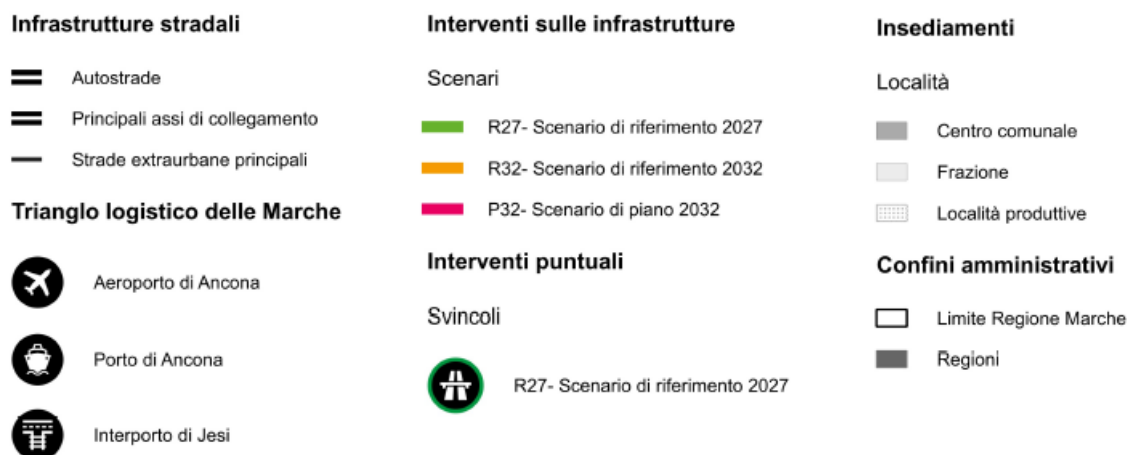 Infrastrutture stradali
Autostrade
Principali assi di collegamento
Strade extraurbane principali
Trianglo logistico delle Marche
Aeroporto di Ancona
Porto di Ancona
Interporto di Jesi
Interventi sulle infrastrutture
Scenari
R27- Scenario di riferimento 2027
R32- Scenario di riferimento 2032
P32- Scenario di piano 2032
Interventi puntuali
Svincoli
R27- Scenario di riferimento 2027
Insediamenti
Località
Centro comunale
Frazione
Località produttive
Confini amministrativi
Limite Regione Marche
Regioni